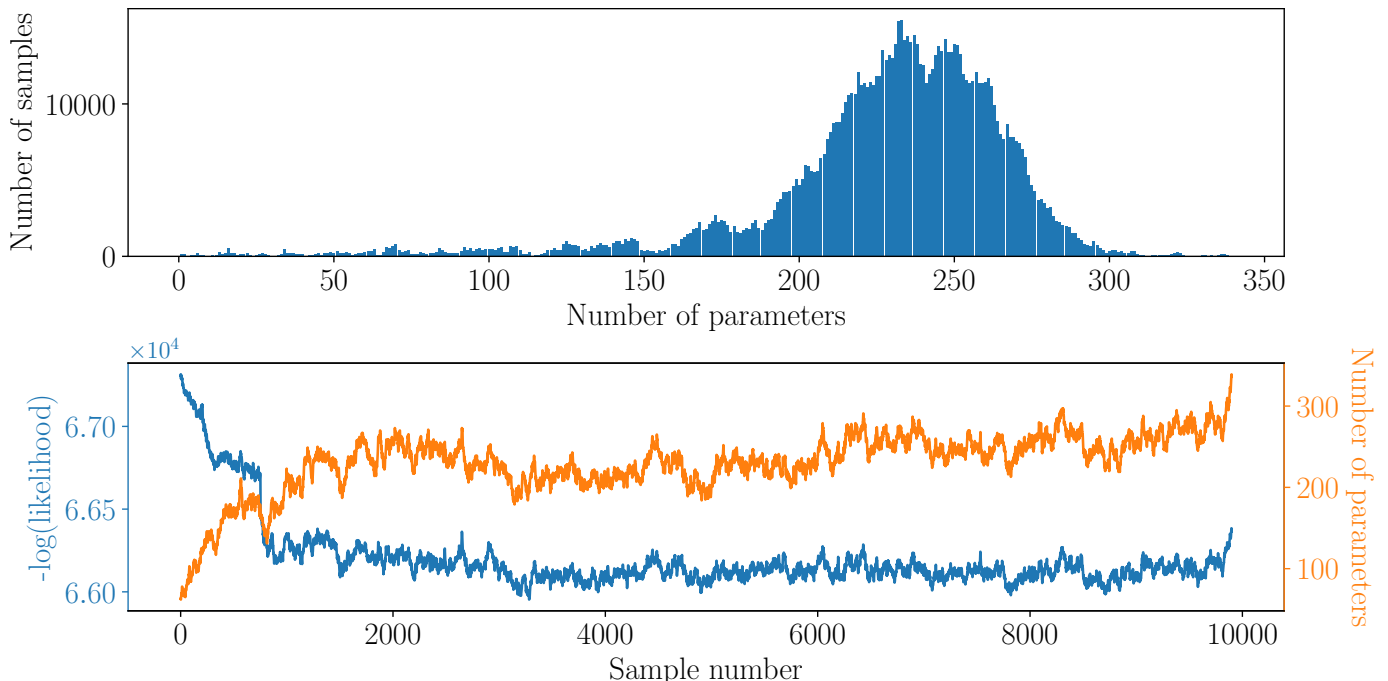 Number of samples
10000
0
0 50 100 150 200 250 300 350
Number of parameters
×10⁴
-log(likelihood)
6.70
6.65
6.60
300
200
100
Number of parameters
0 2000 4000 6000 8000 10000
Sample number